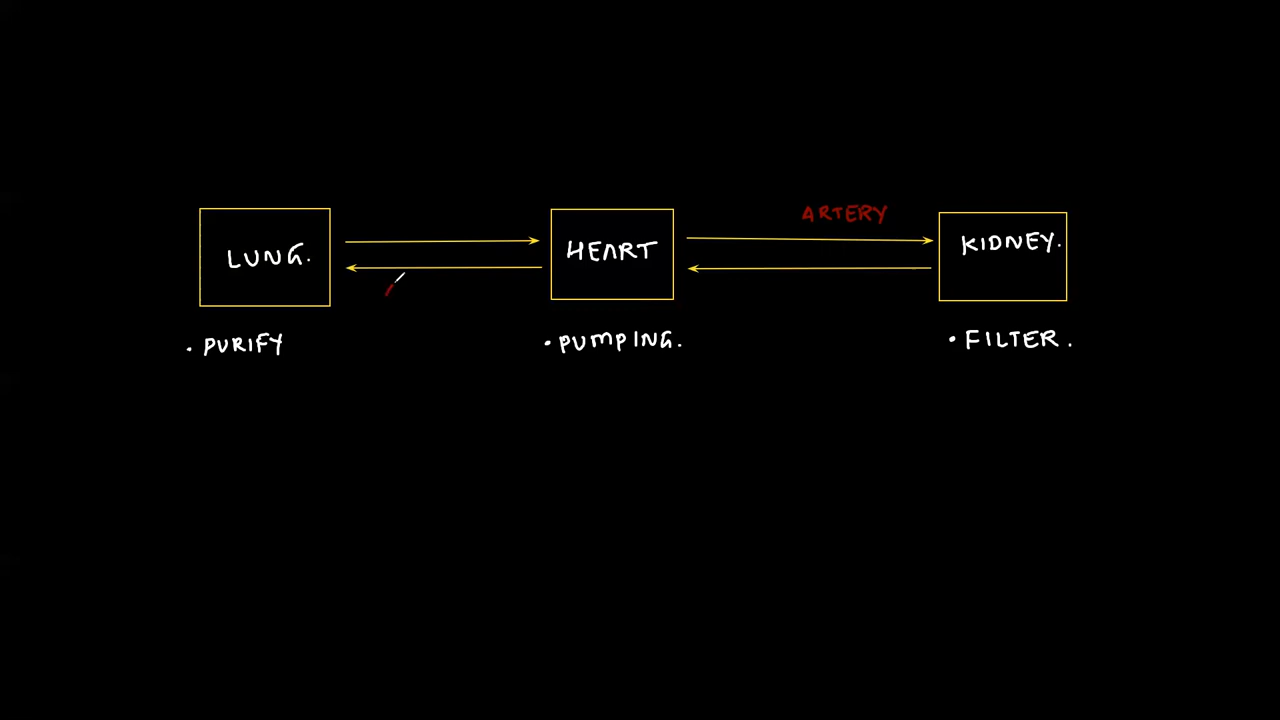 ARTERY
LUNG.
HEART
KIDNEY.
. PURIFY
. PUMPING.
. FILTER.